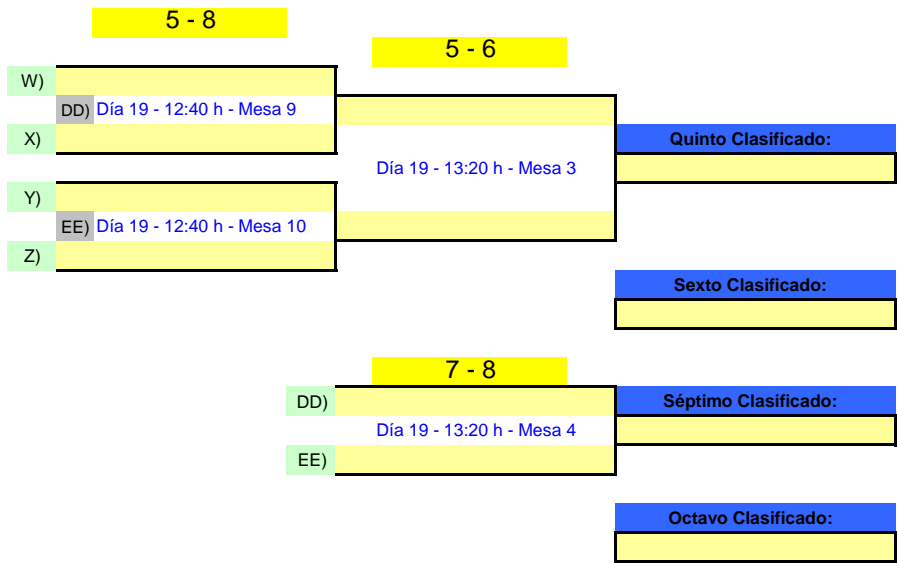 5 - 8
5 - 6
W)
DD) Día 19 - 12:40 h - Mesa 9
X)
Quinto Clasificado:
Día 19 - 13:20 h - Mesa 3
Y)
EE) Día 19 - 12:40 h - Mesa 10
Z)
Sexto Clasificado:
7 - 8
DD)
Séptimo Clasificado:
Día 19 - 13:20 h - Mesa 4
EE)
Octavo Clasificado: